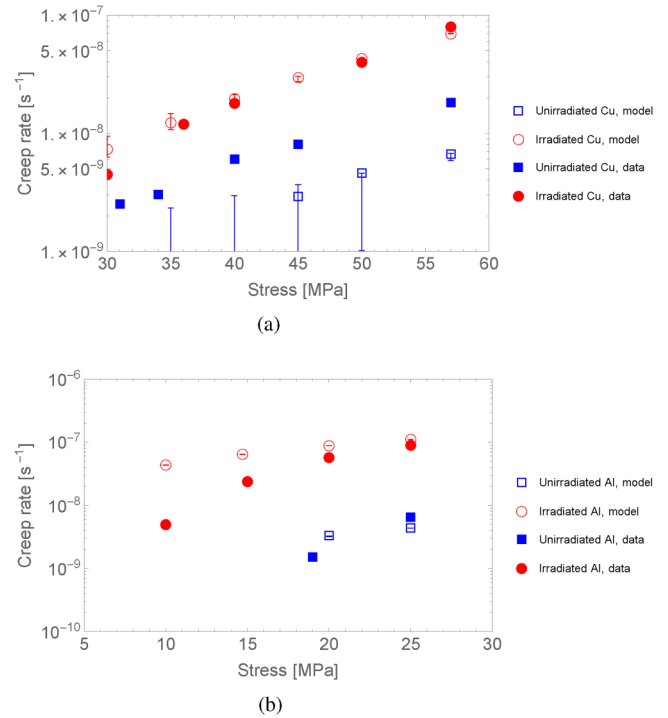 1. × 10⁻⁷
5. × 10⁻⁸
1. × 10⁻⁸
5. × 10⁻⁹
1. × 10⁻⁹
Creep rate [s⁻¹]
30 35 40 45 50 55 60
Stress [MPa]
Unirradiated Cu, model
Irradiated Cu, model
Unirradiated Cu, data
Irradiated Cu, data
(a)
10⁻⁶
10⁻⁷
10⁻⁸
10⁻⁹
10⁻¹⁰
Creep rate [s⁻¹]
5 10 15 20 25 30
Stress [MPa]
Unirradiated Al, model
Irradiated Al, model
Unirradiated Al, data
Irradiated Al, data
(b)